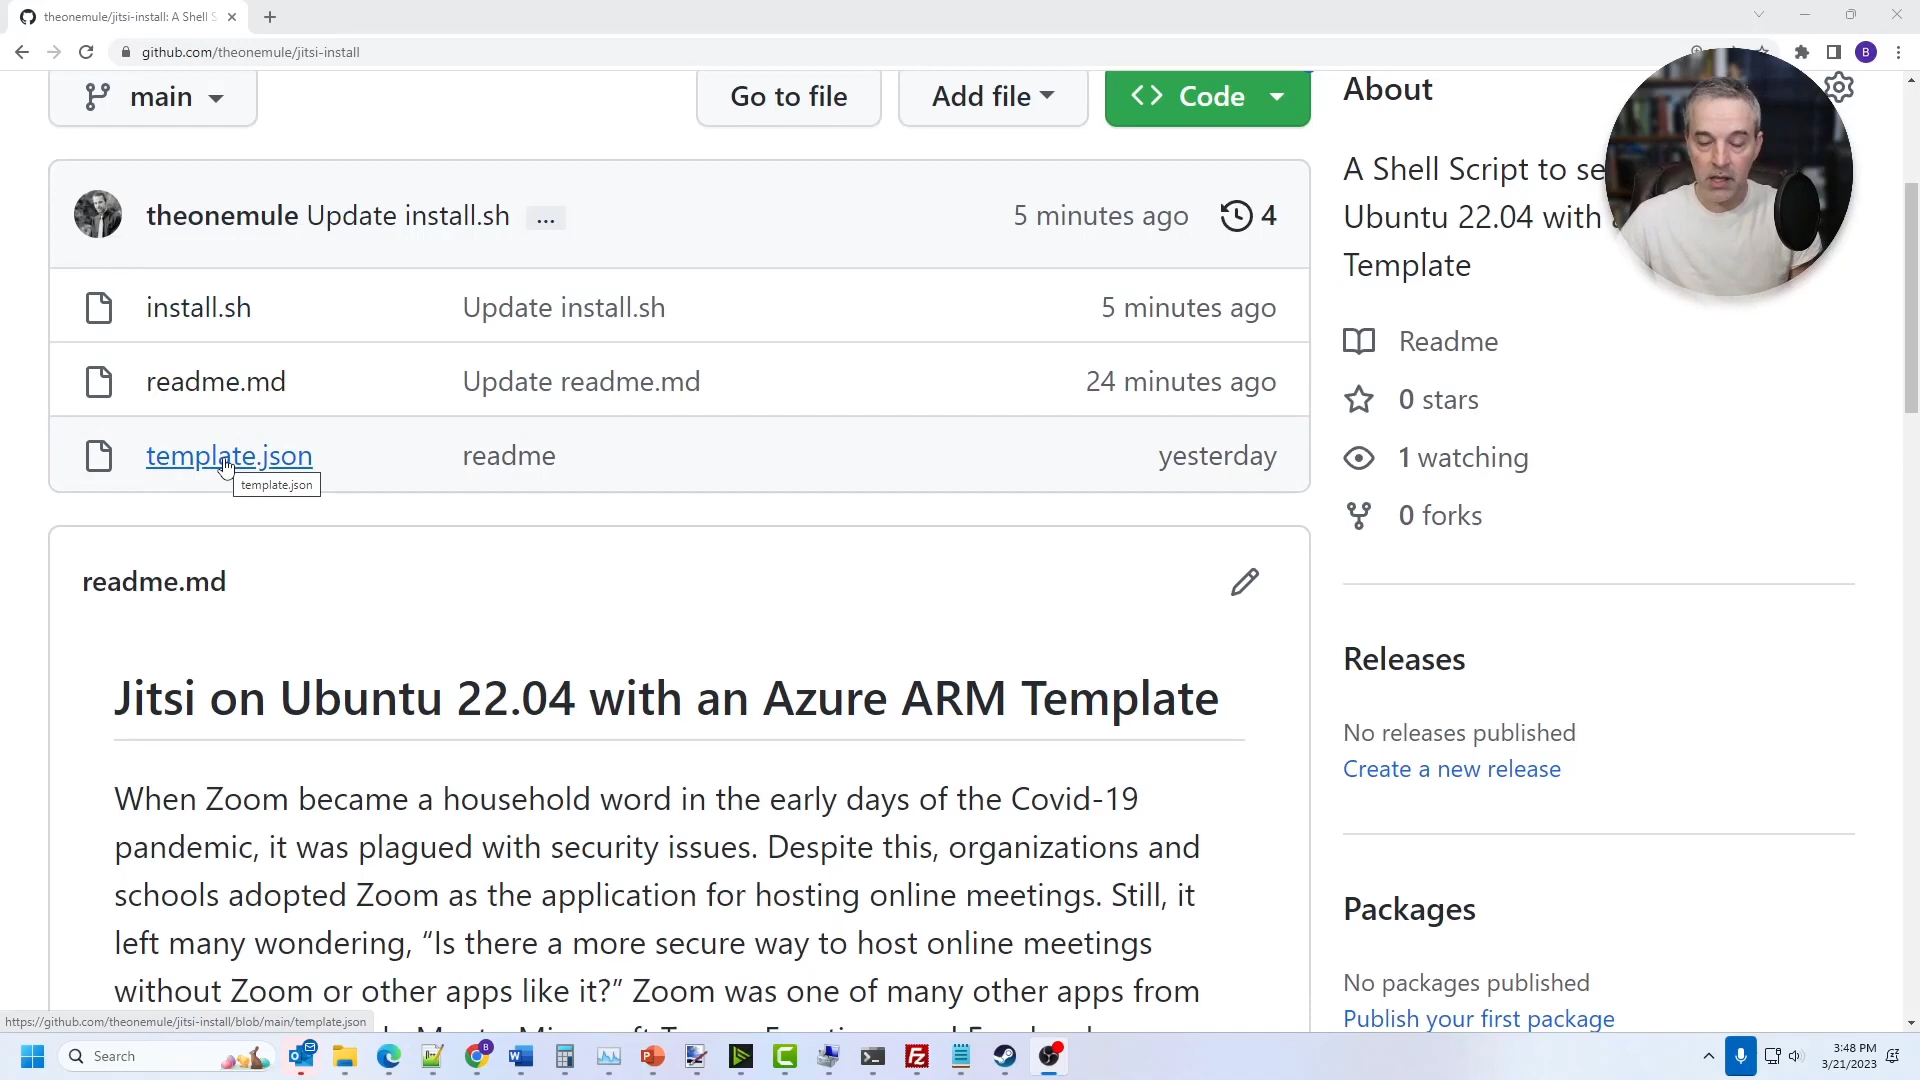 theonemule/jitsi-install: A Shell S
github.com/theonemule/jitsi-install
B
main
Go to file
Add file
Code
theonemule Update install.sh
...
5 minutes ago
4
install.sh
Update install.sh
5 minutes ago
readme.md
Update readme.md
24 minutes ago
template.json
readme
yesterday
template.json
readme.md
Jitsi on Ubuntu 22.04 with an Azure ARM Template
When Zoom became a household word in the early days of the Covid-19
pandemic, it was plagued with security issues. Despite this, organizations and
schools adopted Zoom as the application for hosting online meetings. Still, it
left many wondering, “Is there a more secure way to host online meetings
without Zoom or other apps like it?” Zoom was one of many other apps from
About
A Shell Script to se
Ubuntu 22.04 with
Template
Readme
0 stars
1 watching
0 forks
Releases
No releases published
Create a new release
Packages
No packages published
Publish your first package
https://github.com/theonemule/jitsi-install/blob/main/template.json
Search
3:48 PM
3/21/2023